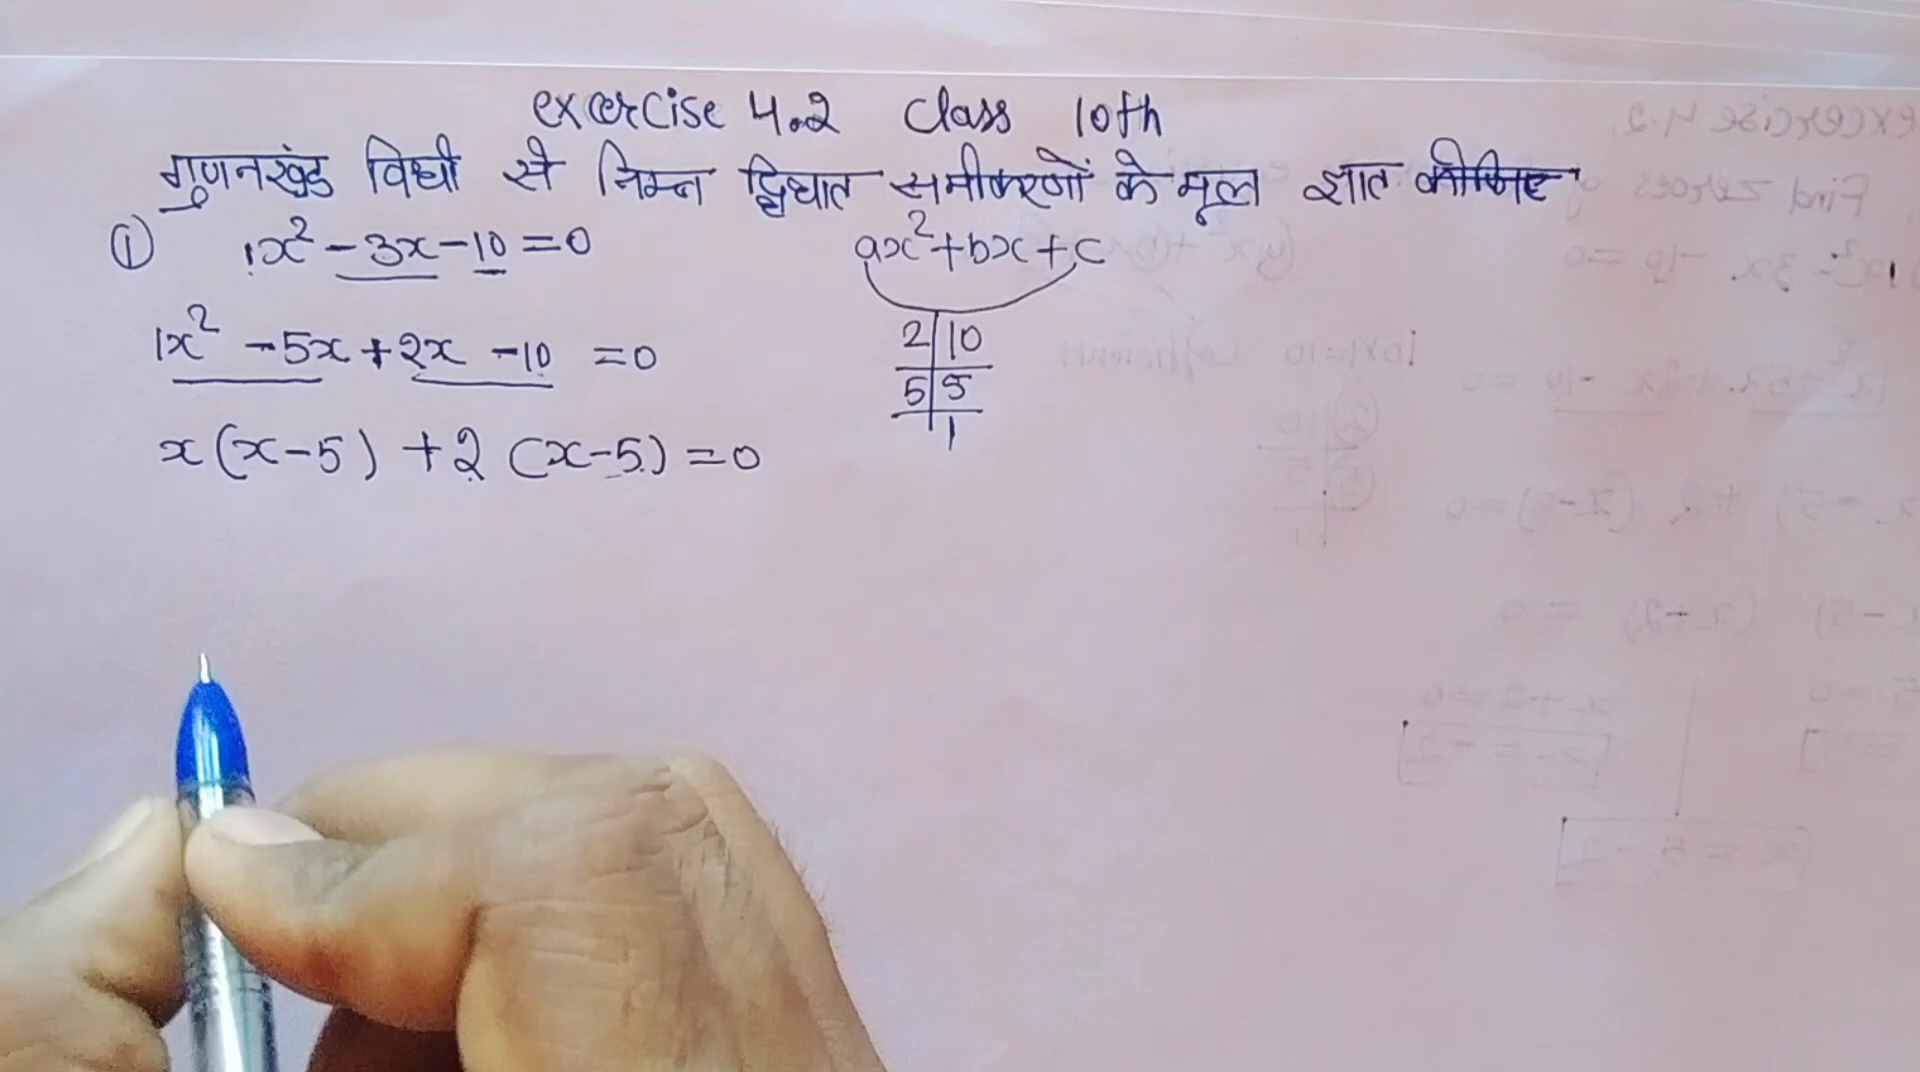 exercise 4.2 class 10th
गुणनखंड विधी से निम्न द्विघात समीकरणों के मूल ज्ञात कीजिए
① 1x² - 3x - 10 = 0
ax² + bx + c
1x² - 5x + 2x - 10 = 0
2 | 10
5 | 5
1
x (x - 5) + 2 (x - 5) = 0